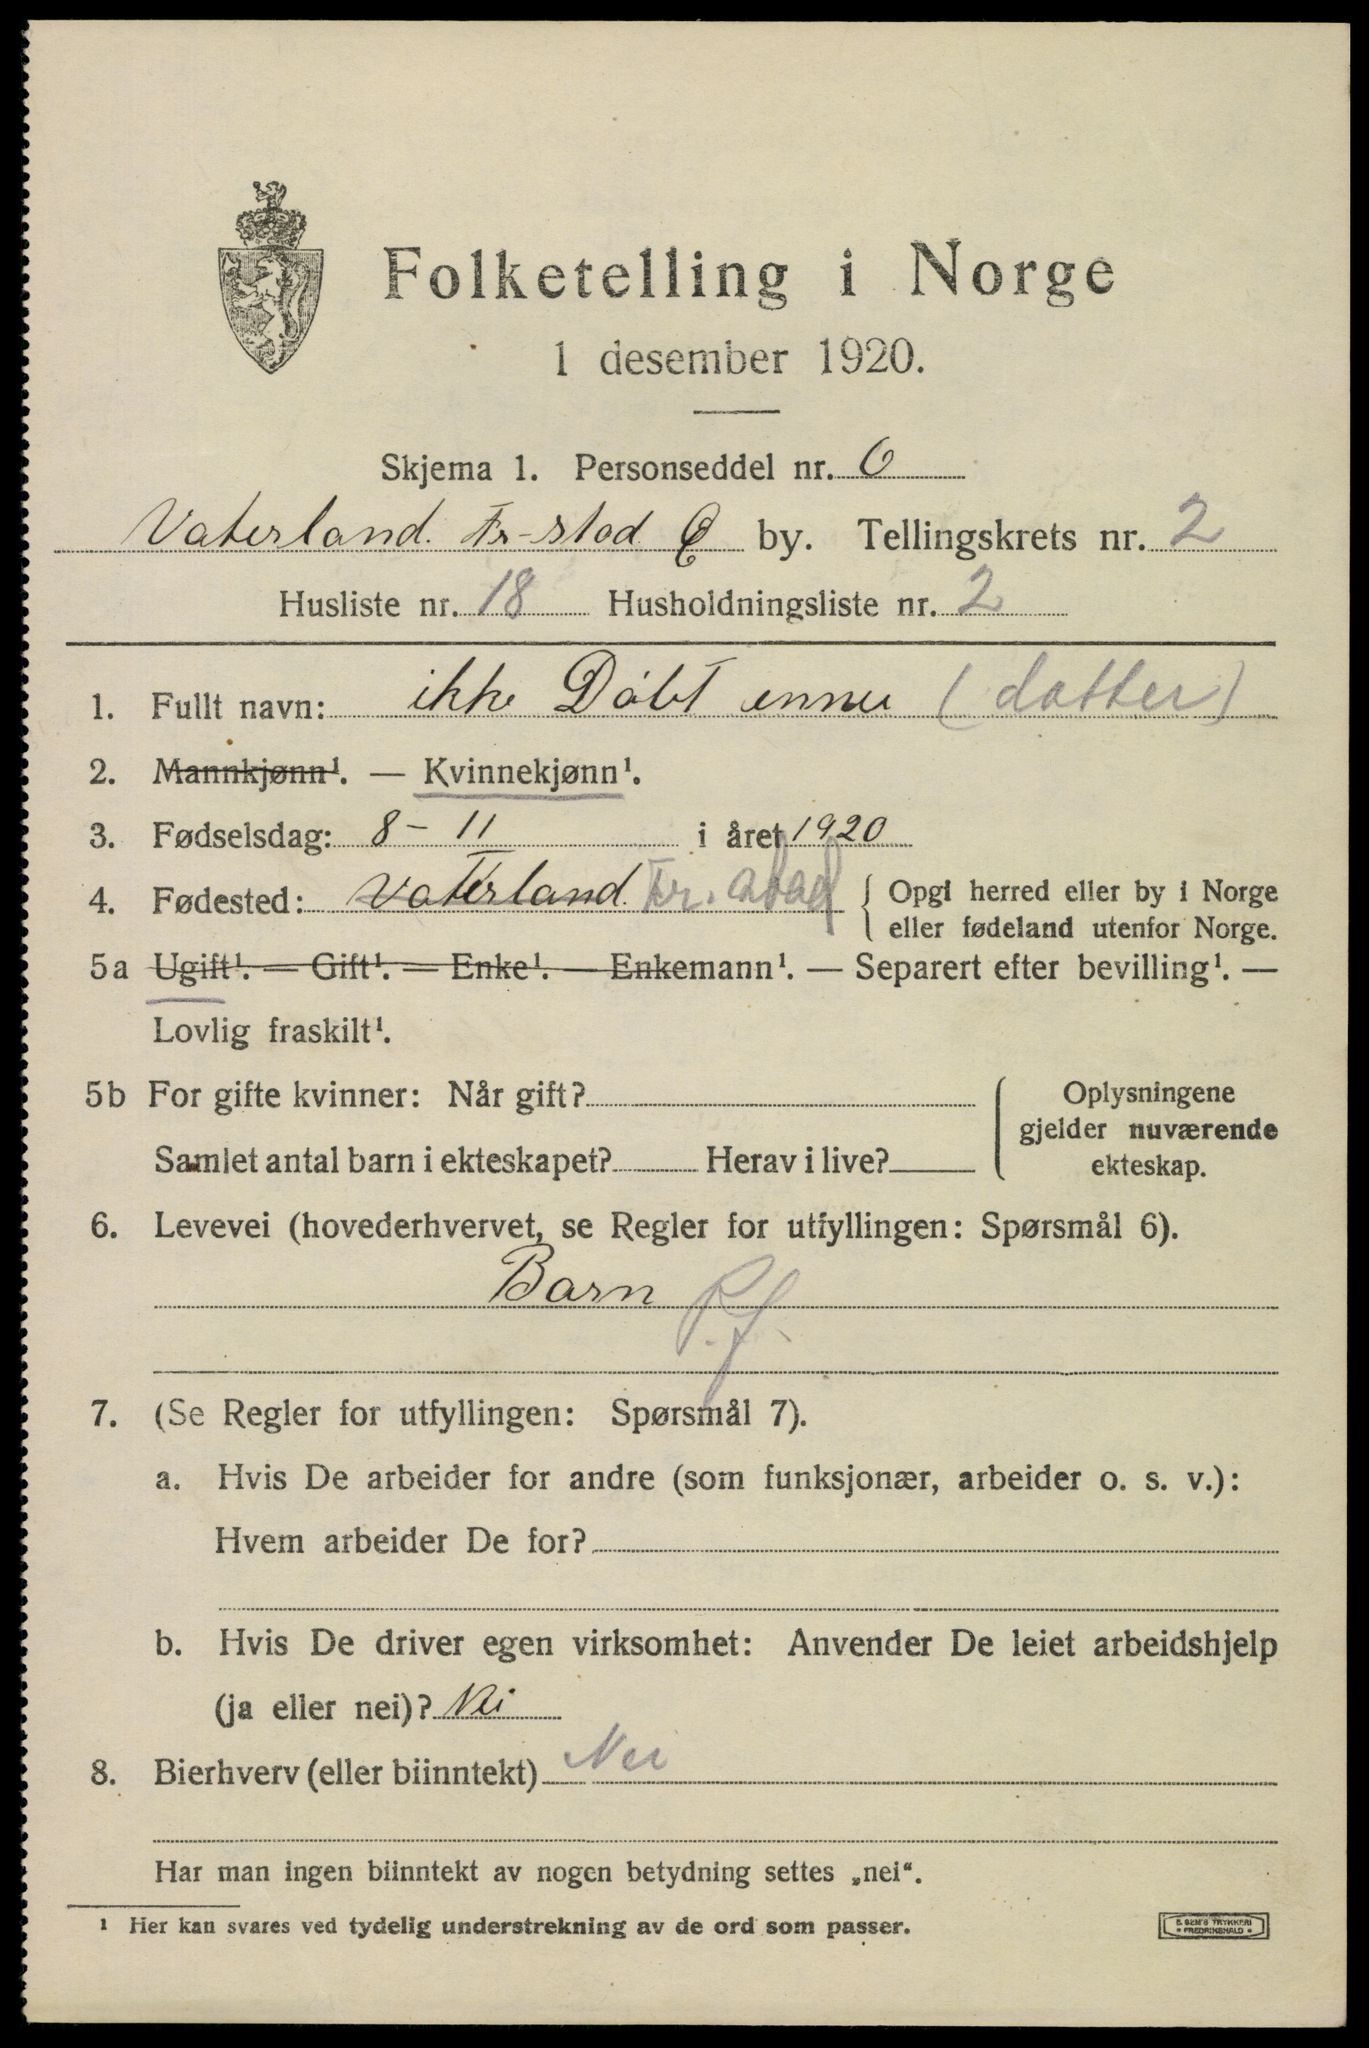 Folketelling i Norge
1 desember 1920.
Skjema 1. Personseddel nr. 6
Vaterland. Fr-stad by. Tellingskrets nr. 2
Husliste nr. 18 Husholdningsliste nr. 2
1. Fullt navn: ikke Døbt ennu (datter)
2. Mannkjønn¹. — Kvinnekjønn¹.
3. Fødselsdag: 8-11 i året 1920
4. Fødested: Vaterland Fr.stad { Opgi herred eller by i Norge
eller fødeland utenfor Norge.
5a Ugift¹. — Gift¹. — Enke¹. — Enkemann¹. — Separert efter bevilling¹. —
Lovlig fraskilt¹.
5b For gifte kvinner: Når gift?
Samlet antal barn i ekteskapet? Herav i live?
Oplysningene
gjelder nuværende
ekteskap.
6. Levevei (hovederhvervet, se Regler for utfyllingen: Spørsmål 6).
Barn P.f.
7. (Se Regler for utfyllingen: Spørsmål 7).
a. Hvis De arbeider for andre (som funksjonær, arbeider o. s. v.):
Hvem arbeider De for?
b. Hvis De driver egen virksomhet: Anvender De leiet arbeidshjelp
(ja eller nei)? Nei
8. Bierhverv (eller biinntekt) Nei
Har man ingen biinntekt av nogen betydning settes „nei“.
¹ Her kan svares ved tydelig understrekning av de ord som passer.
E. SEM'S TRYKKERI
• FREDRIKSHALD •